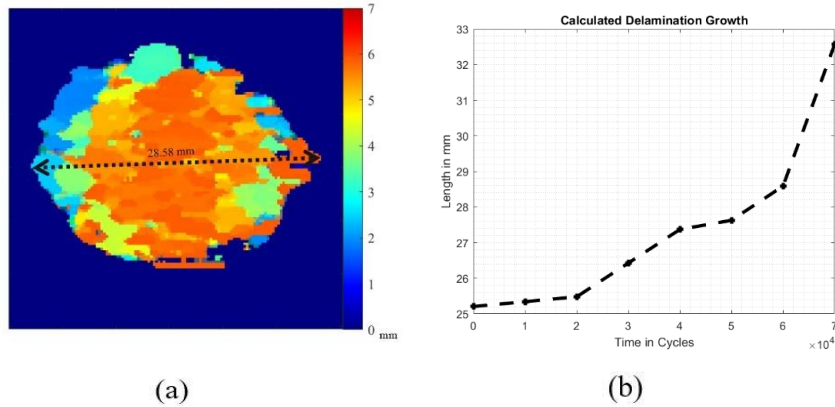 28.58 mm
7
6
5
4
3
2
1
0
mm
(a)
Calculated Delamination Growth
Length in mm
33
32
31
30
29
28
27
26
25
0 1 2 3 4 5 6 7
×10⁴
Time in Cycles
(b)